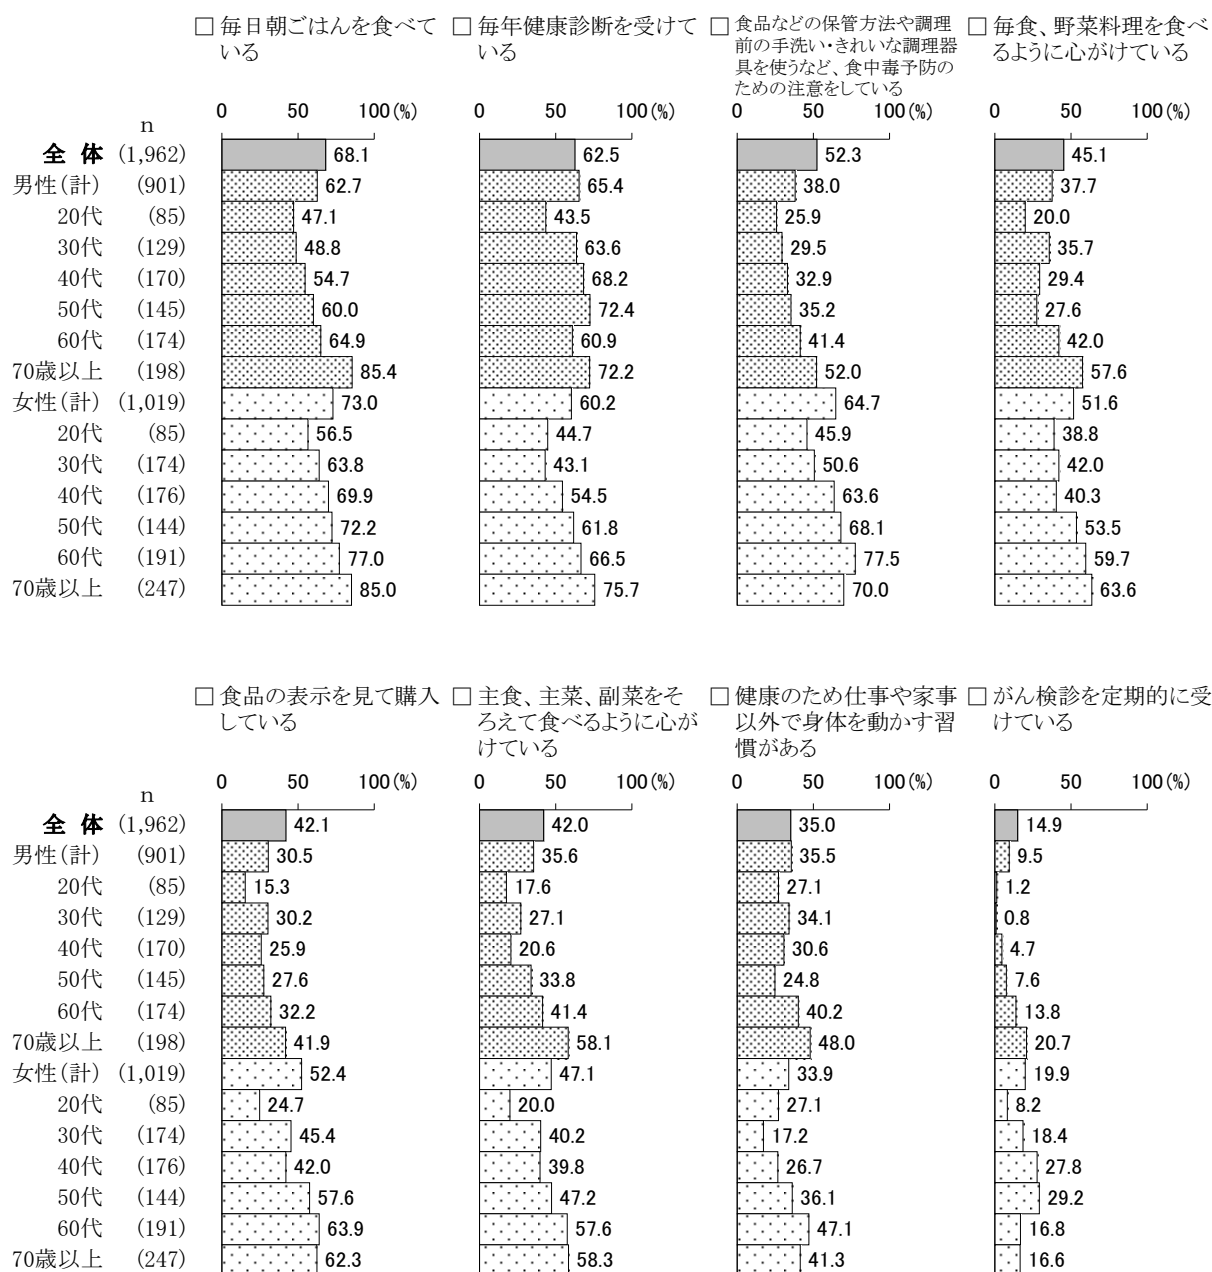 □ 毎日朝ごはんを食べて
いる
□ 毎年健康診断を受けて
いる
□ 食品などの保管方法や調理
前の手洗い・きれいな調理器
具を使うなど、食中毒予防の
ための注意をしている
□ 毎食、野菜料理を食べ
るように心がけている
0 50 100(%) 0 50 100(%) 0 50 100(%) 0 50 100(%)
n
全 体 (1,962) 68.1 62.5 52.3 45.1
男性(計) (901) 62.7 65.4 38.0 37.7
20代 (85) 47.1 43.5 25.9 20.0
30代 (129) 48.8 63.6 29.5 35.7
40代 (170) 54.7 68.2 32.9 29.4
50代 (145) 60.0 72.4 35.2 27.6
60代 (174) 64.9 60.9 41.4 42.0
70歳以上 (198) 85.4 72.2 52.0 57.6
女性(計) (1,019) 73.0 60.2 64.7 51.6
20代 (85) 56.5 44.7 45.9 38.8
30代 (174) 63.8 43.1 50.6 42.0
40代 (176) 69.9 54.5 63.6 40.3
50代 (144) 72.2 61.8 68.1 53.5
60代 (191) 77.0 66.5 77.5 59.7
70歳以上 (247) 85.0 75.7 70.0 63.6
□ 食品の表示を見て購入
している
□ 主食、主菜、副菜をそ
ろえて食べるように心が
けている
□ 健康のため仕事や家事
以外で身体を動かす習
慣がある
□ がん検診を定期的に受
けている
0 50 100(%) 0 50 100(%) 0 50 100(%) 0 50 100(%)
n
全 体 (1,962) 42.1 42.0 35.0 14.9
男性(計) (901) 30.5 35.6 35.5 9.5
20代 (85) 15.3 17.6 27.1 1.2
30代 (129) 30.2 27.1 34.1 0.8
40代 (170) 25.9 20.6 30.6 4.7
50代 (145) 27.6 33.8 24.8 7.6
60代 (174) 32.2 41.4 40.2 13.8
70歳以上 (198) 41.9 58.1 48.0 20.7
女性(計) (1,019) 52.4 47.1 33.9 19.9
20代 (85) 24.7 20.0 27.1 8.2
30代 (174) 45.4 40.2 17.2 18.4
40代 (176) 42.0 39.8 26.7 27.8
50代 (144) 57.6 47.2 36.1 29.2
60代 (191) 63.9 57.6 47.1 16.8
70歳以上 (247) 62.3 58.3 41.3 16.6